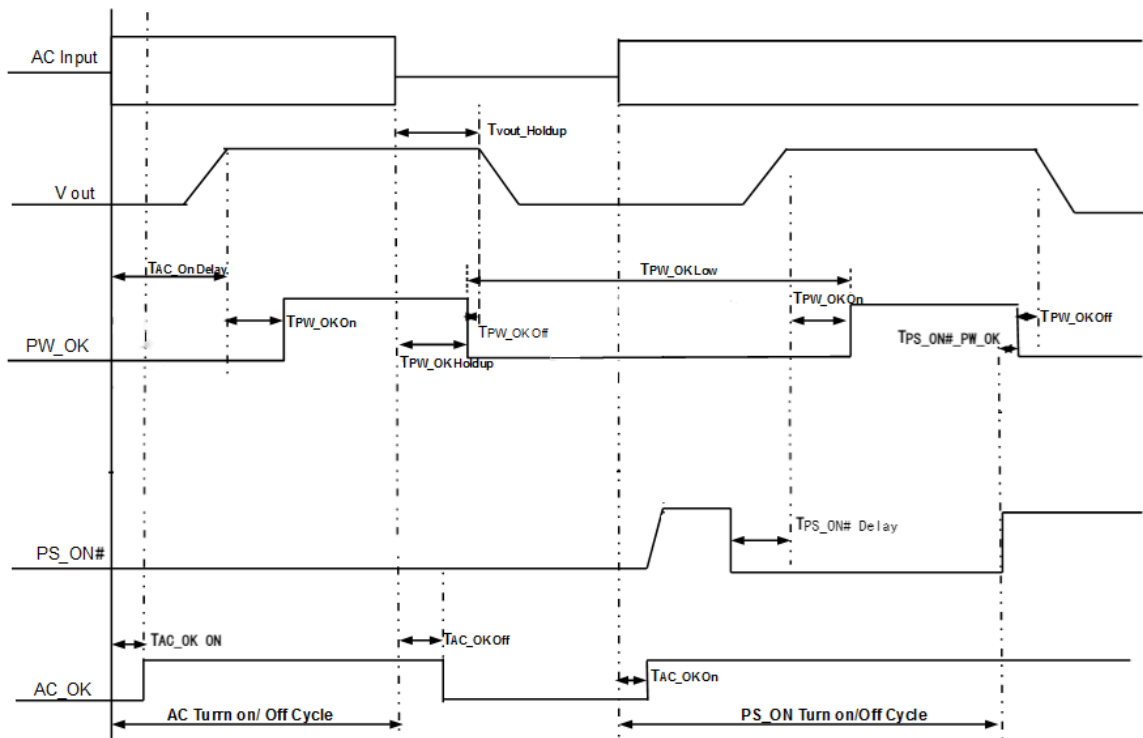 AC Input
Tvout_Holdup
V out
TAC_OnDelay
TPW_OKLow
TPW_OKOn
TPW_OKOn
TPW_OKOff
TPW_OKOff
TPS_ON#_PW_OK
PW_OK
TPW_OKHoldup
TPS_ON# Delay
PS_ON#
TAC_OK ON
TAC_OKOff
TAC_OKOn
AC_OK
AC Turrn on/ Off Cycle
PS_ON Turn on/Off Cycle